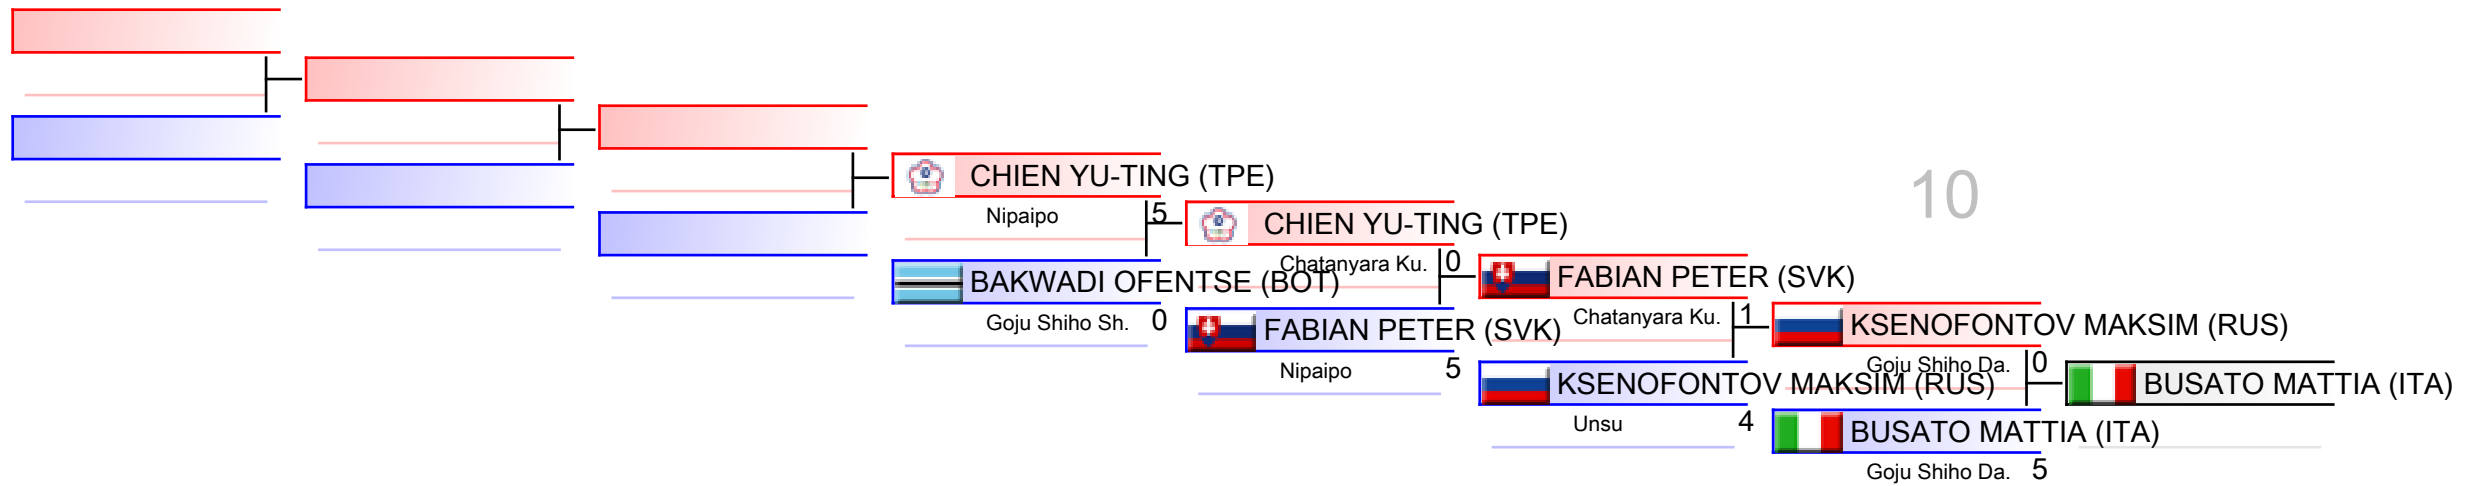 CHIEN YU-TING (TPE)
Nipaipo 5
BAKWADI OFENTSE (BOT)
Goju Shiho Sh. 0
CHIEN YU-TING (TPE)
Chatanyara Ku. 0
FABIAN PETER (SVK)
Nipaipo 5
FABIAN PETER (SVK)
Chatanyara Ku. 1
KSENOFONTOV MAKSIM (RUS)
Unsu 4
10
KSENOFONTOV MAKSIM (RUS)
Goju Shiho Da. 0
BUSATO MATTIA (ITA)
Goju Shiho Da. 5
BUSATO MATTIA (ITA)